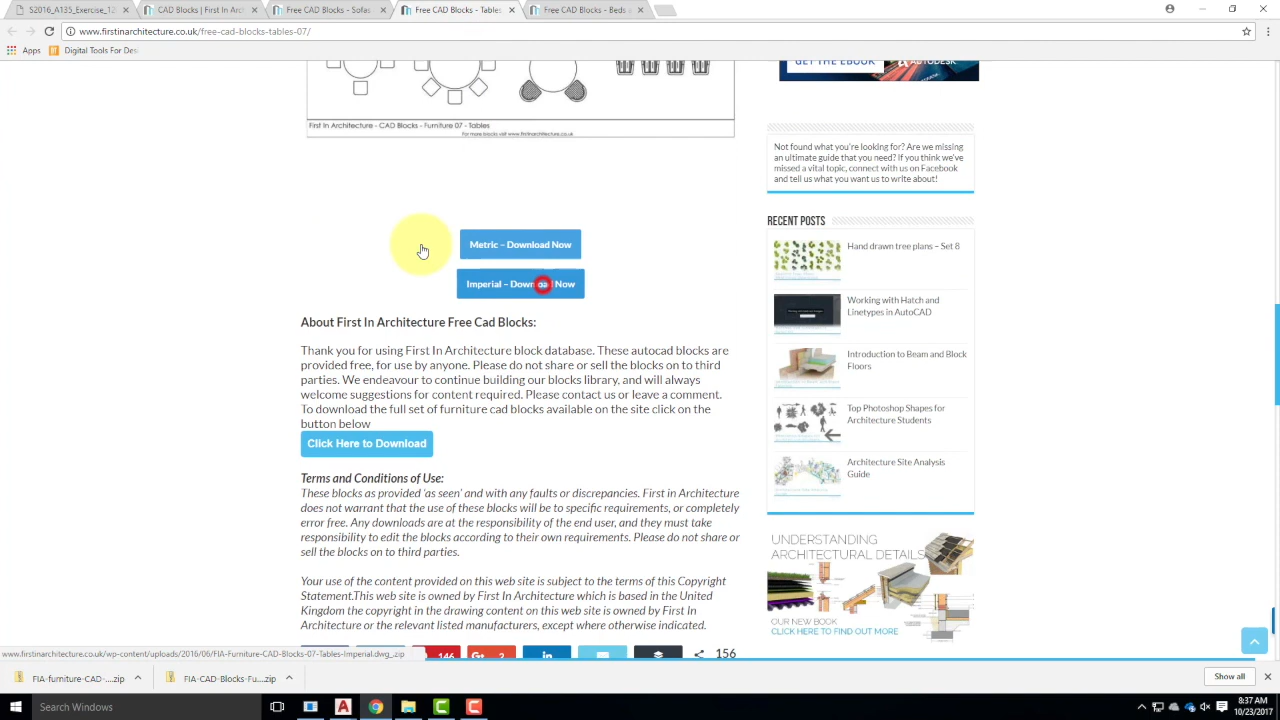 S2016_A135_Exercise_12
CAD Blocks | First In Arc
Free CAD Blocks - Sofas
Free CAD Blocks - Tables
Free CAD Blocks - Beds
www.firstinarchitecture.co.uk/free-cad-blocks-tables-07/
Apps
Digital Tools For Des
GET THE EBOOK
AUTODESK
First In Architecture - CAD Blocks - Furniture 07 - Tables
For more blocks visit www.firstinarchitecture.co.uk
Not found what you're looking for? Are we missing
an ultimate guide that you need? If you think we've
missed a vital topic, connect with us on Facebook
and tell us what you want us to write about!
RECENT POSTS
Hand drawn tree plans – Set 8
Working with Hatch and
Linetypes in AutoCAD
Introduction to Beam and Block
Floors
Top Photoshop Shapes for
Architecture Students
Architecture Site Analysis
Guide
UNDERSTANDING
ARCHITECTURAL DETAILS
OUR NEW BOOK
CLICK HERE TO FIND OUT MORE
Metric – Download Now
Imperial – Download Now
About First In Architecture Free Cad Blocks:
Thank you for using First In Architecture block database. These autocad blocks are
provided free, for use by anyone. Please do not share or sell the blocks on to third
parties. We endeavour to continue building our blocks library, and will always
welcome suggestions for content required. Please contact us or leave a comment.
To download the full set of furniture cad blocks available on the site click on the
button below
Click Here to Download
Terms and Conditions of Use:
These blocks as provided 'as seen' and with any faults or discrepancies. First in Architecture
does not warrant that the use of these blocks will be to specific requirements, or completely
error free. Any downloads are at the responsibility of the end user, and they must take
responsibility to edit the blocks according to their own requirements. Please do not share or
sell the blocks on to third parties.
Your use of the content provided on this web site is subject to the terms of this Copyright
Statement.This web site is owned by First In Architecture which is based in the United
Kingdom the copyright in the drawing content on this web site is owned by First In
Architecture or the relevant listed manufacturers, except where otherwise indicated.
146
G+ 2
in
156
www.firstinarchitecture.co.uk/wp-content/uploads/2016/06/FIA-Furniture-CAD-Blocks-07-Tables-Imperial.dwg_.zip
FIA-furniture-CAD-....zip
FIA-CAD-Blocks-Fu....zip
Show all
Search Windows
8:37 AM
10/23/2017